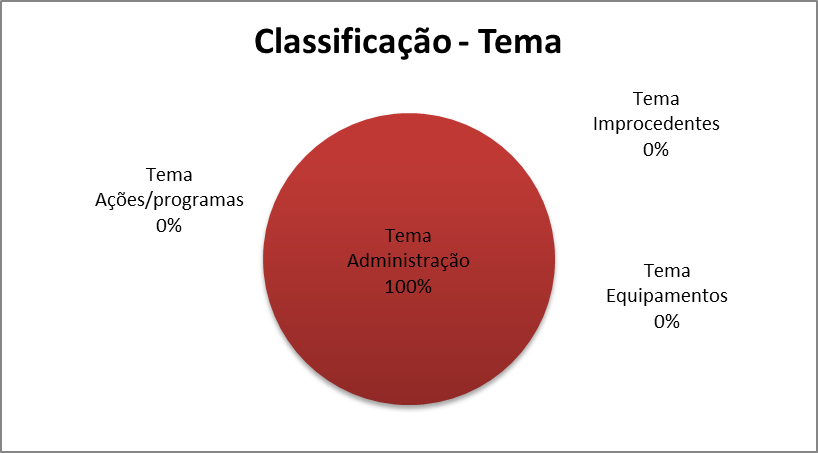 Classificação - Tema
Tema
Improcedentes
0%
Tema
Ações/programas
0%
Tema
Administração
100%
Tema
Equipamentos
0%